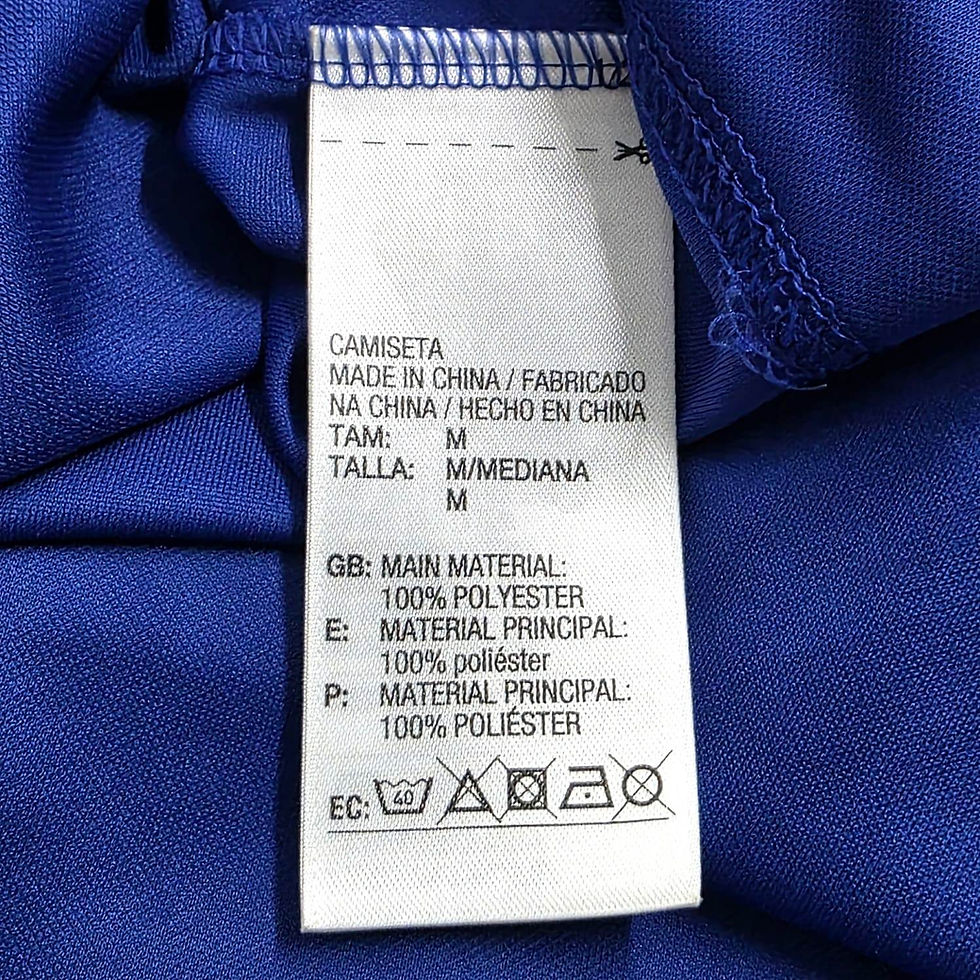 CAMISETA
MADE IN CHINA / FABRICADO
NA CHINA / HECHO EN CHINA
TAM: M
TALLA: M/MEDIANA
M
GB: MAIN MATERIAL:
100% POLYESTER
E: MATERIAL PRINCIPAL:
100% poliéster
P: MATERIAL PRINCIPAL:
100% POLIÉSTER
EC: 40